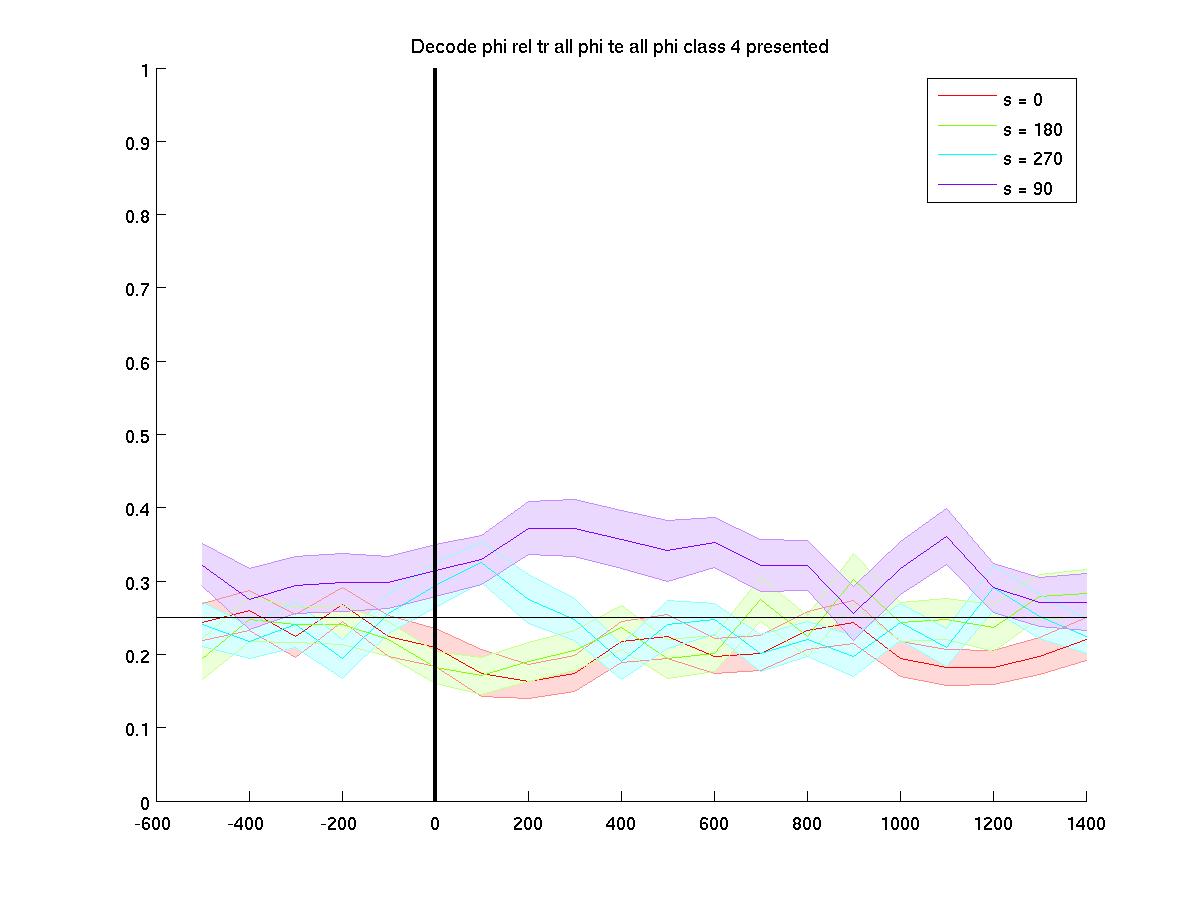 Decode phi rel tr all phi te all phi class 4 presented
s = 0
s = 180
s = 270
s = 90
1
0.9
0.8
0.7
0.6
0.5
0.4
0.3
0.2
0.1
0
-600 -400 -200 0 200 400 600 800 1000 1200 1400